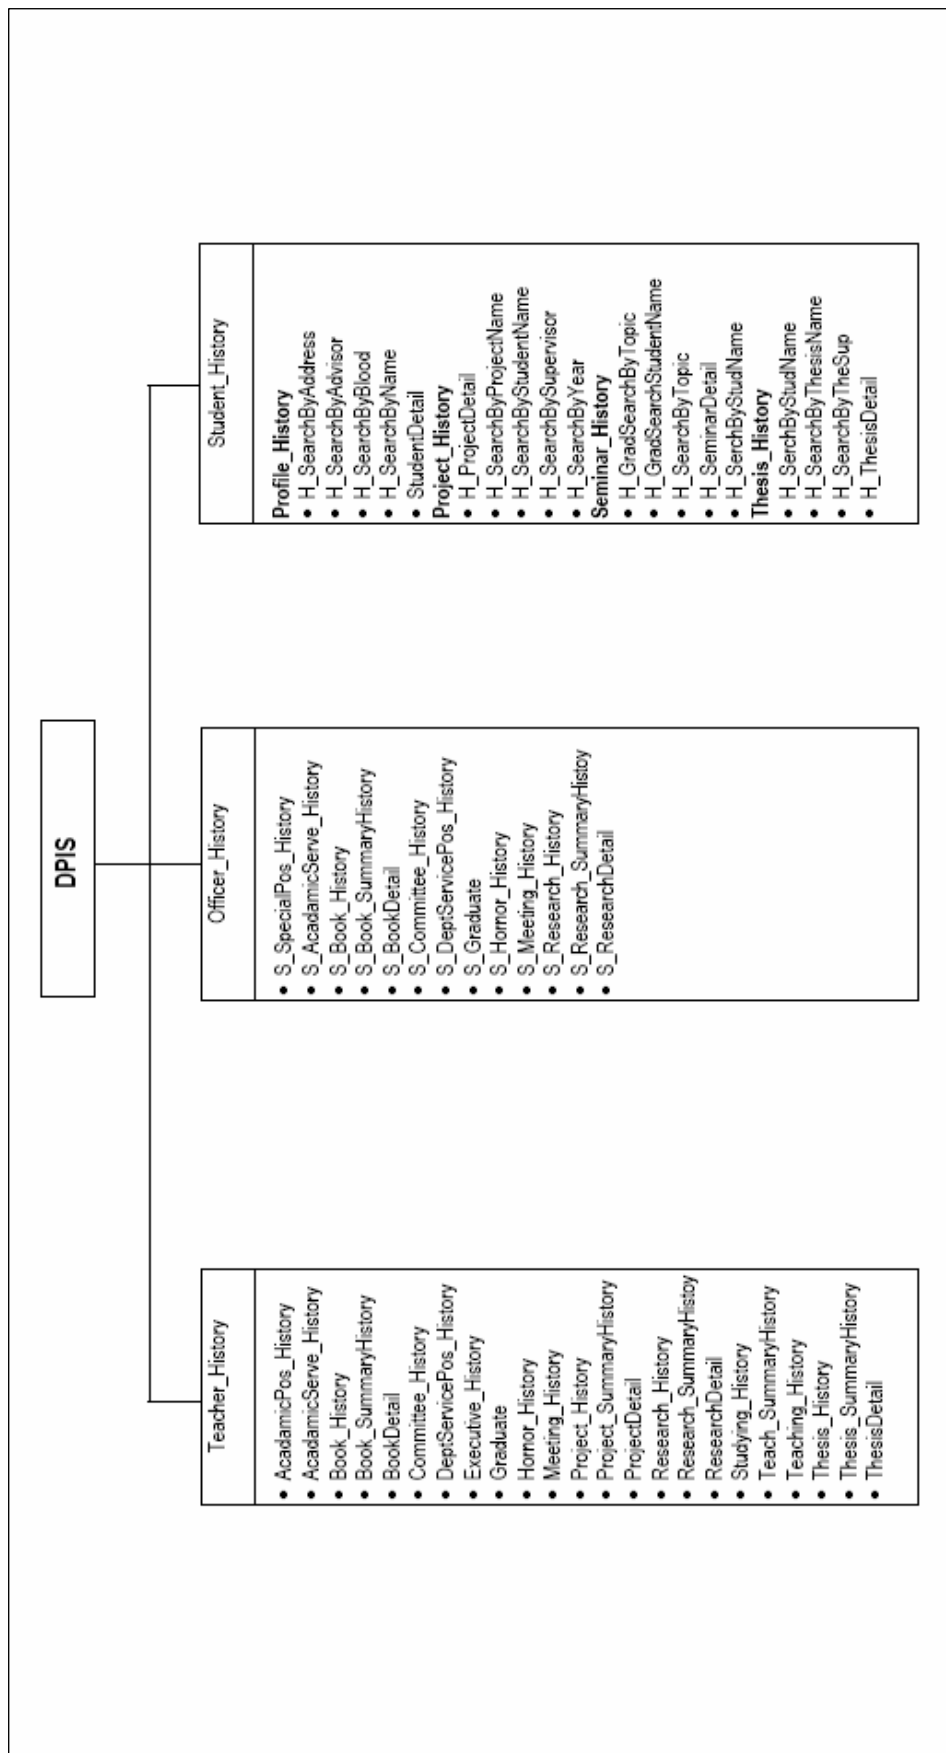 DPIS
Teacher_History
• AcadamicPos_History
• AcadamicServe_History
• Book_History
• Book_SummaryHistory
• BookDetail
• Committee_History
• DeptServicePos_History
• Executive_History
• Graduate
• Hornor_History
• Meeting_History
• Project_History
• Project_SummaryHistory
• ProjectDetail
• Research_History
• Research_SummaryHistoy
• ResearchDetail
• Studying_History
• Teach_SummaryHistory
• Teaching_History
• Thesis_History
• Thesis_SummaryHistory
• ThesisDetail
Officer_History
• S_SpecialPos_History
• S_AcadamicServe_History
• S_Book_History
• S_Book_SummaryHistory
• S_BookDetail
• S_Committee_History
• S_DeptServicePos_History
• S_Graduate
• S_Hornor_History
• S_Meeting_History
• S_Research_History
• S_Research_SummaryHistoy
• S_ResearchDetail
Student_History
Profile_History
• H_SearchByAddress
• H_SearchByAdvisor
• H_SearchByBlood
• H_SearchByName
• StudentDetail
Project_History
• H_ProjectDetail
• H_SearchByProjectName
• H_SearchByStudentName
• H_SearchBySupervisor
• H_SearchByYear
Seminar_History
• H_GradSearchByTopic
• H_GradSearchStudentName
• H_SearchByTopic
• H_SeminarDetail
• H_SerchByStudName
Thesis_History
• H_SerchByStudName
• H_SearchByThesisName
• H_SearchByTheSup
• H_ThesisDetail